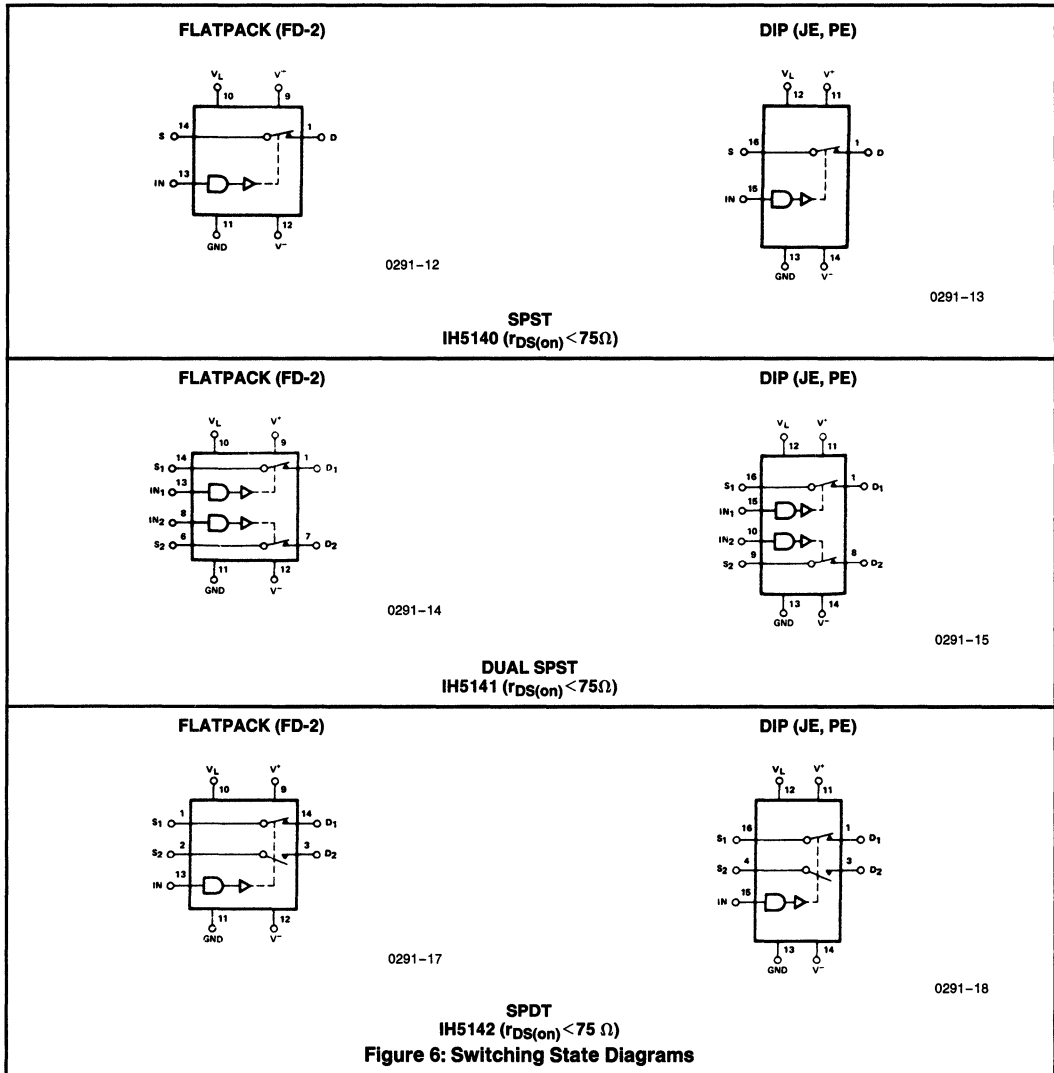 FLATPACK (FD-2)
VL V+
10 9
S 14 1 D
IN 13
11 12
GND V−
0291−12
DIP (JE, PE)
VL V+
12 11
S 16 1 D
IN 15
13 14
GND V−
0291−13
SPST
IH5140 (rDS(on) <75Ω)
FLATPACK (FD-2)
VL V+
10 9
S1 14 1 D1
IN1 13
IN2 8
S2 6 7 D2
11 12
GND V−
0291−14
DIP (JE, PE)
VL V+
12 11
S1 16 1 D1
IN1 15
IN2 10
S2 9 8 D2
13 14
GND V−
0291−15
DUAL SPST
IH5141 (rDS(on) <75Ω)
FLATPACK (FD-2)
VL V+
10 9
S1 1 14 D1
S2 2 3 D2
IN 13
11 12
GND V−
0291−17
DIP (JE, PE)
VL V+
12 11
S1 16 1 D1
S2 4 3 D2
IN 15
13 14
GND V−
0291−18
SPDT
IH5142 (rDS(on) <75 Ω)
Figure 6: Switching State Diagrams